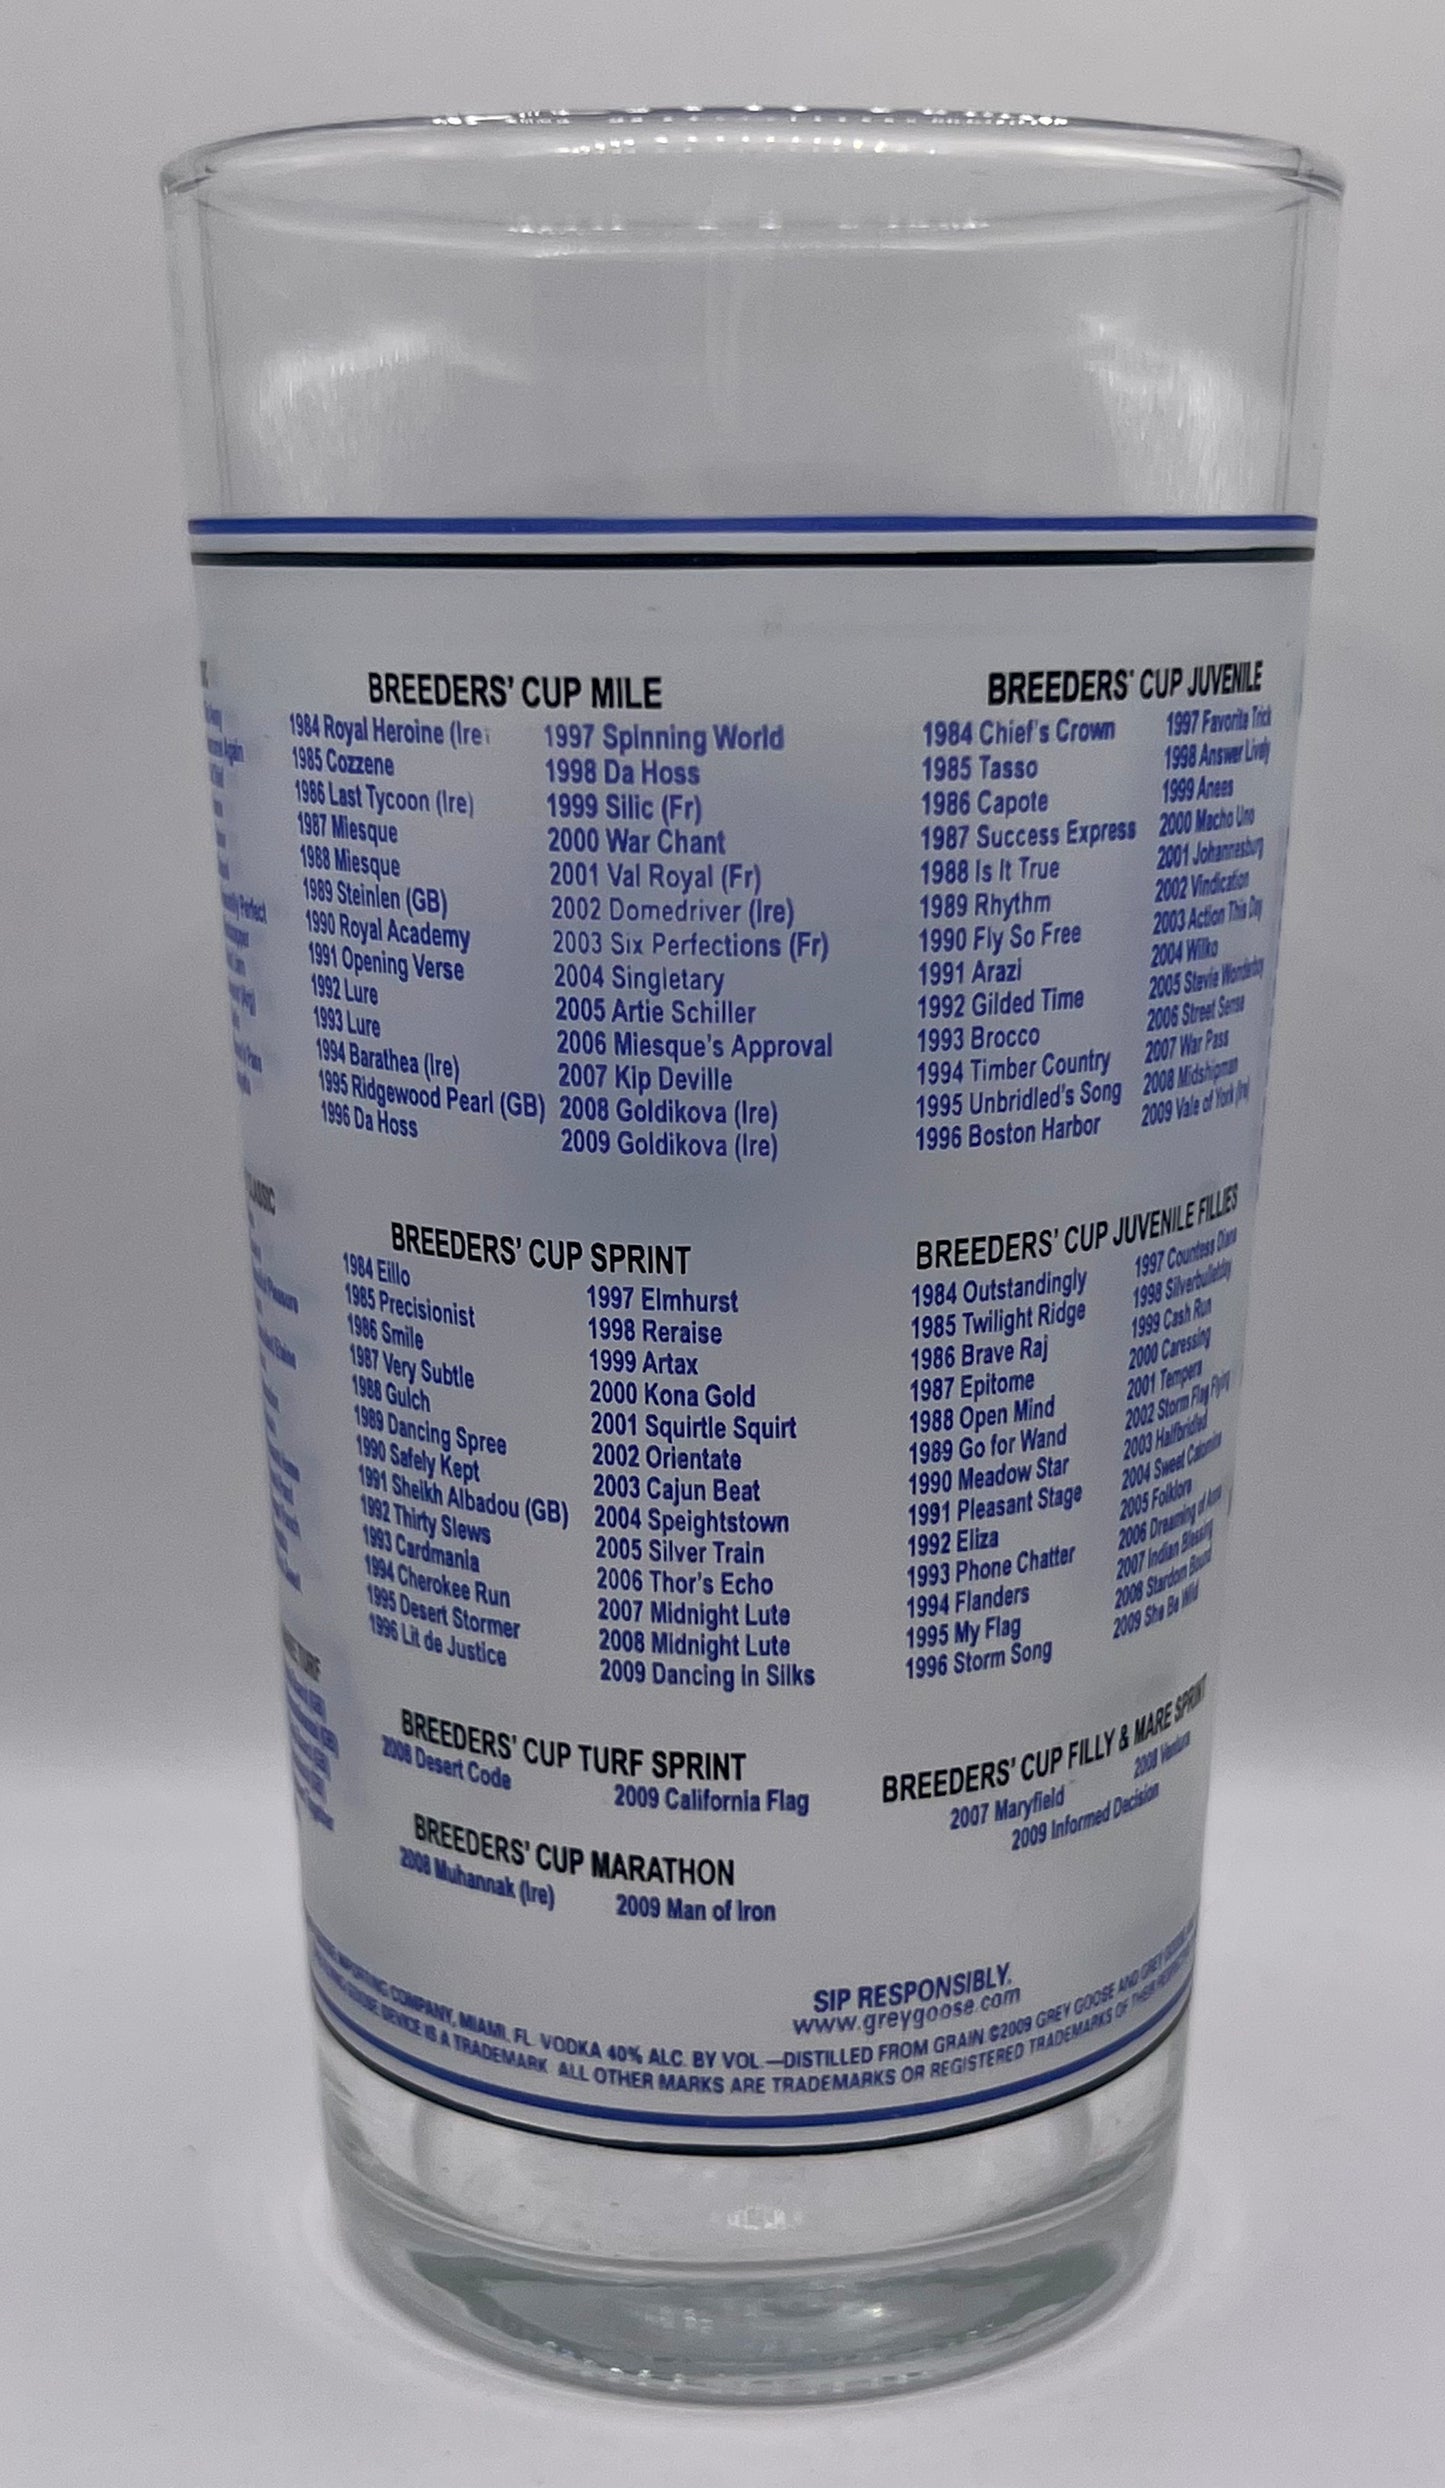 BREEDERS' CUP MILE
1984 Royal Heroine (Ire
1985 Cozzene
1986 Last Tycoon (Ire)
1987 Miesque
1988 Miesque
1989 Steinlen (GB)
1990 Royal Academy
1991 Opening Verse
1992 Lure
1993 Lure
1994 Barathea (Ire)
1995 Ridgewood Pearl (GB)
1996 Da Hoss
1997 Spinning World
1998 Da Hoss
1999 Silic (Fr)
2000 War Chant
2001 Val Royal (Fr)
2002 Domedriver (Ire)
2003 Six Perfections (Fr)
2004 Singletary
2005 Artie Schiller
2006 Miesque's Approval
2007 Kip Deville
2008 Goldikova (Ire)
2009 Goldikova (Ire)
BREEDERS' CUP JUVENILE
1984 Chief's Crown
1985 Tasso
1986 Capote
1987 Success Express
1988 Is It True
1989 Rhythm
1990 Fly So Free
1991 Arazi
1992 Gilded Time
1993 Brocco
1994 Timber Country
1995 Unbridled's Song
1996 Boston Harbor
1997 Favorite Trick
1998 Answer Lively
1999 Anees
2000 Macho Uno
2001 Johannesburg
2002 Vindication
2003 Action This Day
2004 Wilko
2005 Stevie Wonderboy
2006 Street Sense
2007 War Pass
2008 Midshipman
2009 Vale of York (Ire)
BREEDERS' CUP SPRINT
1984 Eillo
1985 Precisionist
1986 Smile
1987 Very Subtle
1988 Gulch
1989 Dancing Spree
1990 Safely Kept
1991 Sheikh Albadou (GB)
1992 Thirty Slews
1993 Cardmania
1994 Cherokee Run
1995 Desert Stormer
1996 Lit de Justice
1997 Elmhurst
1998 Reraise
1999 Artax
2000 Kona Gold
2001 Squirtle Squirt
2002 Orientate
2003 Cajun Beat
2004 Speightstown
2005 Silver Train
2006 Thor's Echo
2007 Midnight Lute
2008 Midnight Lute
2009 Dancing In Silks
BREEDERS' CUP JUVENILE FILLIES
1984 Outstandingly
1985 Twilight Ridge
1986 Brave Raj
1987 Epitome
1988 Open Mind
1989 Go for Wand
1990 Meadow Star
1991 Pleasant Stage
1992 Eliza
1993 Phone Chatter
1994 Flanders
1995 My Flag
1996 Storm Song
1997 Countess Diana
1998 Silverbulletday
1999 Cash Run
2000 Caressing
2001 Tempera
2002 Storm Flag Flying
2003 Halfbridled
2004 Sweet Catomine
2005 Folklore
2006 Dreaming of Anna
2007 Indian Blessing
2008 Stardom Bound
2009 She Be Wild
BREEDERS' CUP TURF SPRINT
2008 Desert Code
2009 California Flag
BREEDERS' CUP FILLY & MARE SPRINT
2007 Maryfield
2008 Ventura
2009 Informed Decision
BREEDERS' CUP MARATHON
2008 Muhannak (Ire)
2009 Man of Iron
SIP RESPONSIBLY.
www.greygoose.com
IMPORTING COMPANY, MIAMI, FL. VODKA 40% ALC. BY VOL.—DISTILLED FROM GRAIN ©2009 GREY GOOSE AND GREY GOOSE
GOOSE DEVICE IS A TRADEMARK ALL OTHER MARKS ARE TRADEMARKS OR REGISTERED TRADEMARKS OF THEIR